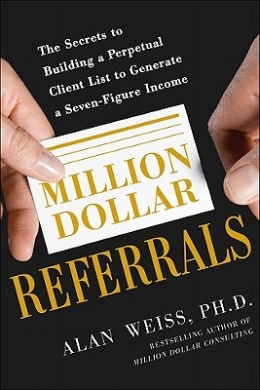 The Secrets to
Building a Perpetual
Client List to Generate
a Seven-Figure Income
MILLION
DOLLAR
REFERRALS
ALAN WEISS, PH.D.
BESTSELLING AUTHOR OF
MILLION DOLLAR CONSULTING